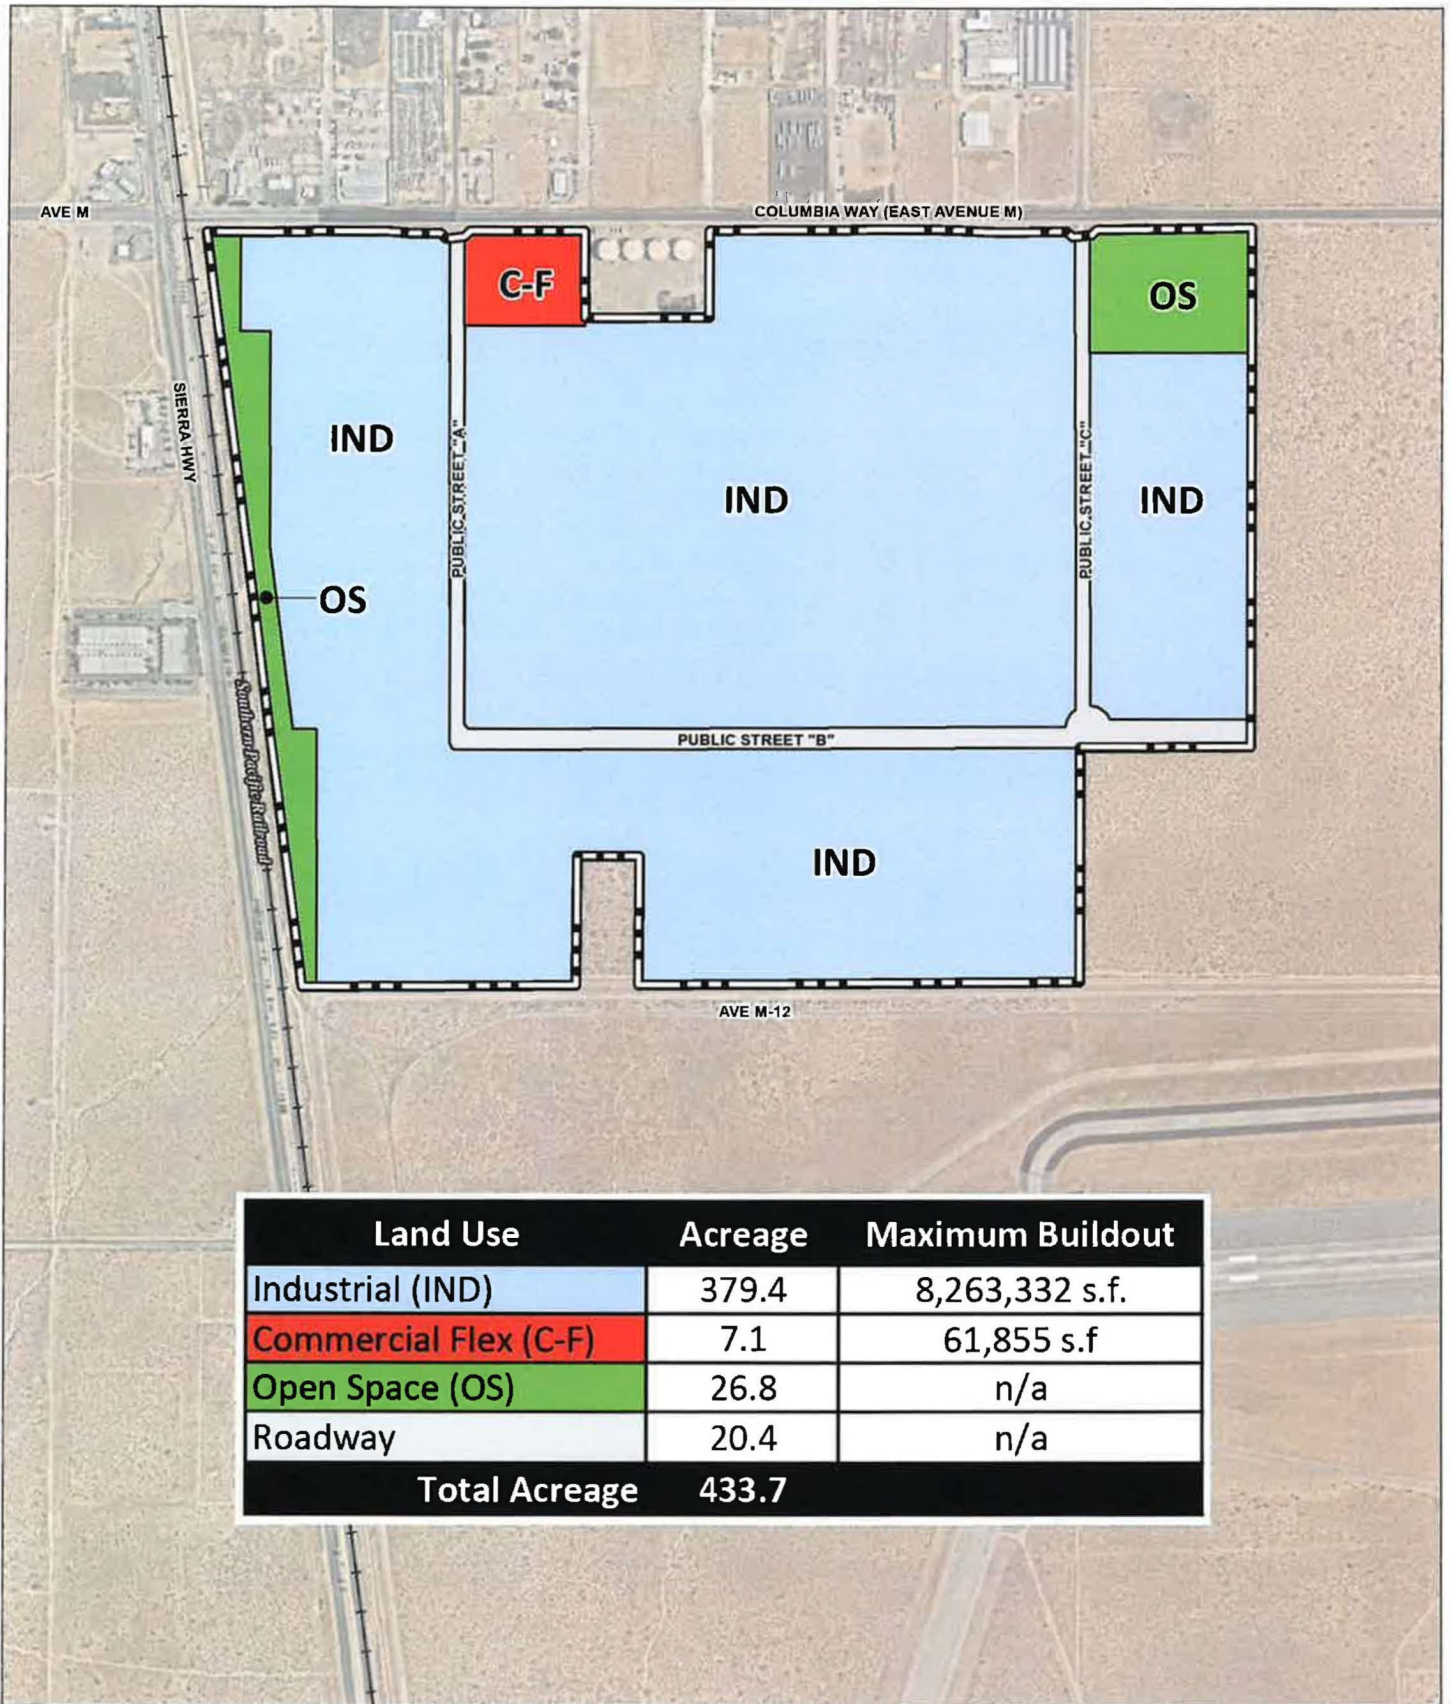 AVE M
COLUMBIA WAY (EAST AVENUE M)
C-F
OS
SIERRA HWY
IND
PUBLIC STREET "A"
IND
PUBLIC STREET "C"
IND
OS
Southern Pacific Railroad
PUBLIC STREET "B"
IND
AVE M-12
Land Use Acreage Maximum Buildout
Industrial (IND) 379.4 8,263,332 s.f.
Commercial Flex (C-F) 7.1 61,855 s.f
Open Space (OS) 26.8 n/a
Roadway 20.4 n/a
Total Acreage 433.7